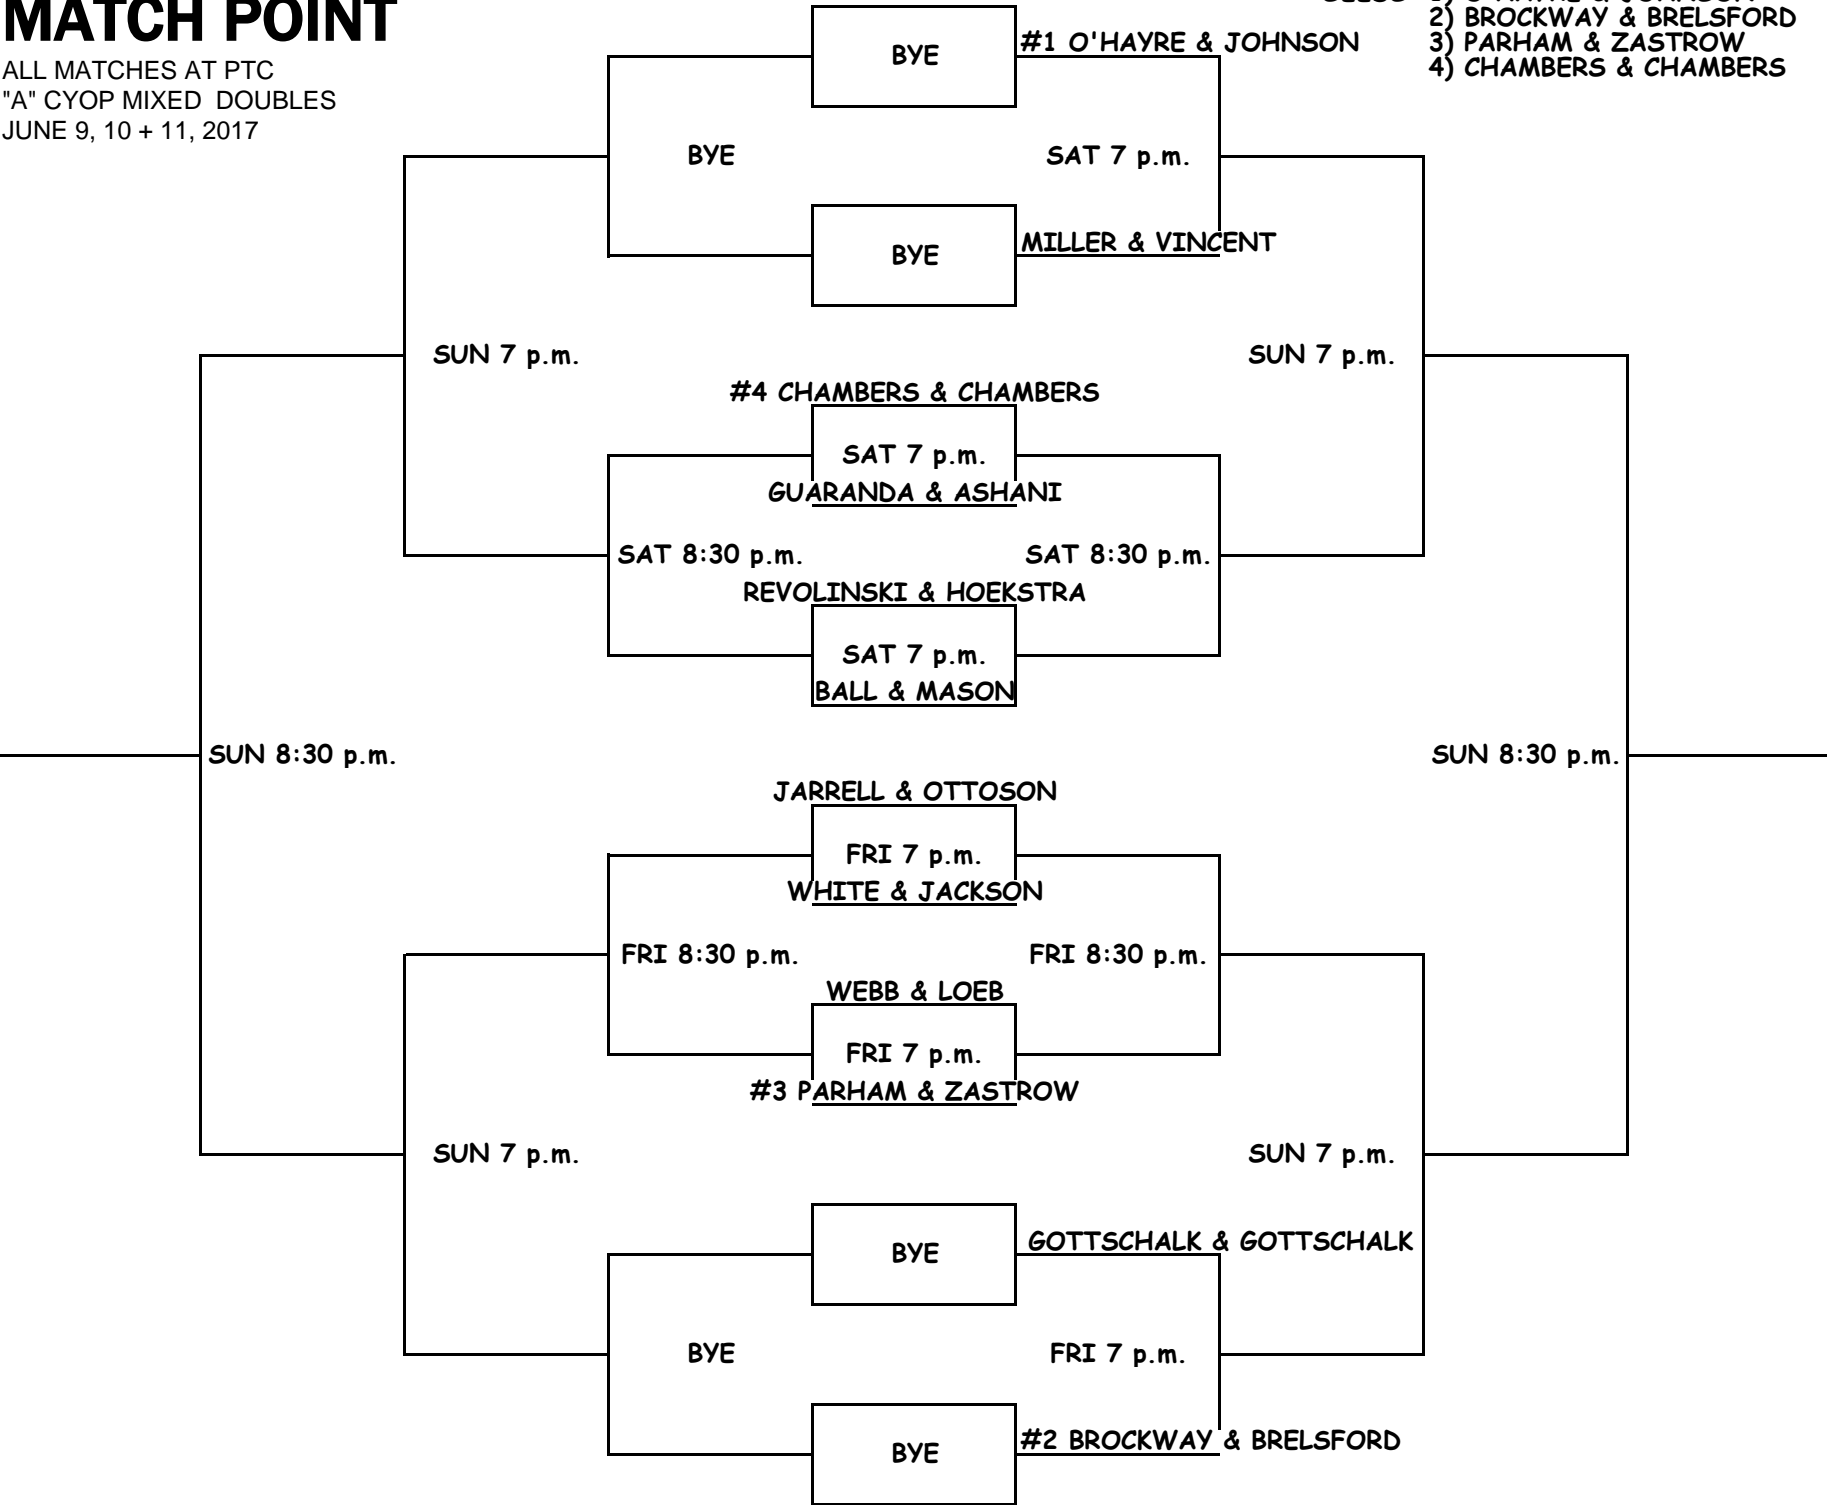 MATCH POINT
ALL MATCHES AT PTC
"A" CYOP MIXED  DOUBLES
JUNE 9, 10 + 11, 2017
2) BROCKWAY & BRELSFORD
3) PARHAM & ZASTROW
4) CHAMBERS & CHAMBERS
BYE
#1 O'HAYRE & JOHNSON
BYE
SAT 7 p.m.
BYE
MILLER & VINCENT
SUN 7 p.m.
SUN 7 p.m.
#4 CHAMBERS & CHAMBERS
SAT 7 p.m.
GUARANDA & ASHANI
SAT 8:30 p.m.
SAT 8:30 p.m.
REVOLINSKI & HOEKSTRA
SAT 7 p.m.
BALL & MASON
SUN 8:30 p.m.
SUN 8:30 p.m.
JARRELL & OTTOSON
FRI 7 p.m.
WHITE & JACKSON
FRI 8:30 p.m.
FRI 8:30 p.m.
WEBB & LOEB
FRI 7 p.m.
#3 PARHAM & ZASTROW
SUN 7 p.m.
SUN 7 p.m.
BYE
GOTTSCHALK & GOTTSCHALK
BYE
FRI 7 p.m.
BYE
#2 BROCKWAY & BRELSFORD